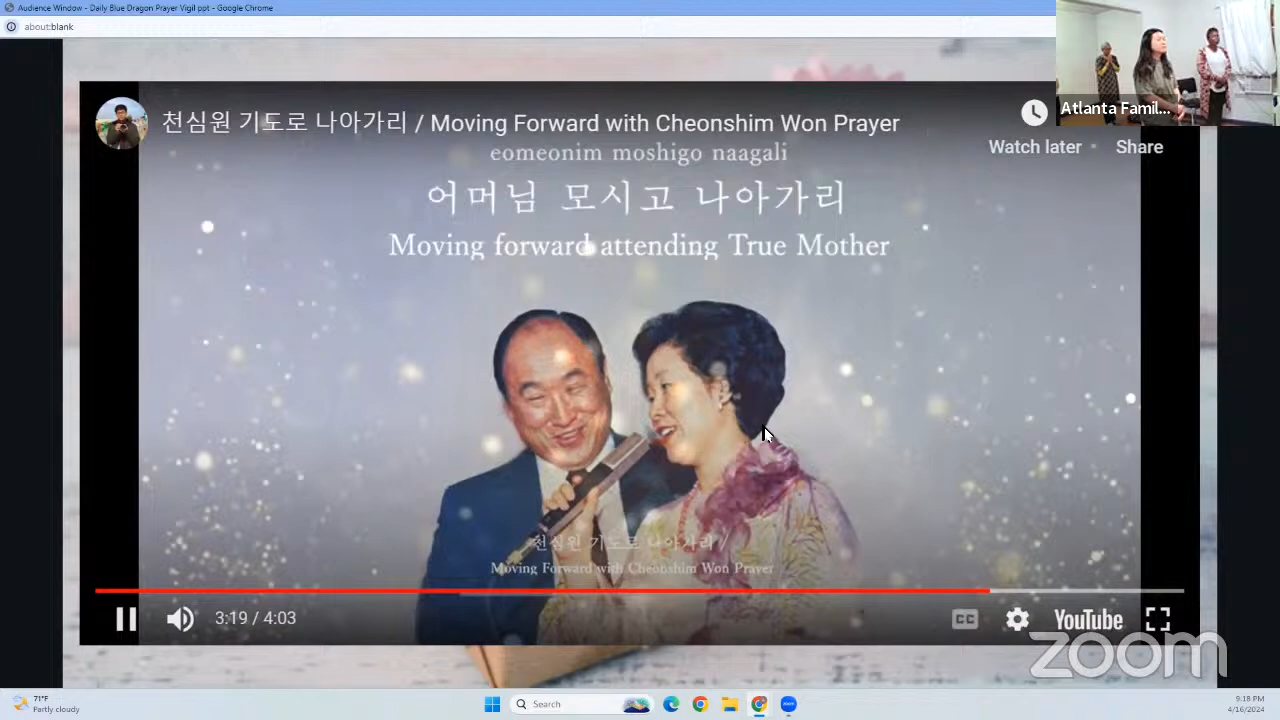 Audience Window - Daily Blue Dragon Prayer Vigil ppt - Google Chrome
about:blank
천심원 기도로 나아가리 / Moving Forward with Cheonshim Won Prayer
Atlanta Famil...
Watch later
Share
eomeonim moshigo naagali
어머님 모시고 나아가리
Moving forward attending True Mother
천심원 기도로 나아가리
Moving Forward with Cheonshim Won Prayer
3:19 / 4:03
CC
YouTube
zoom
71°F
Partly cloudy
Search
zoom
9:18 PM
4/16/2024